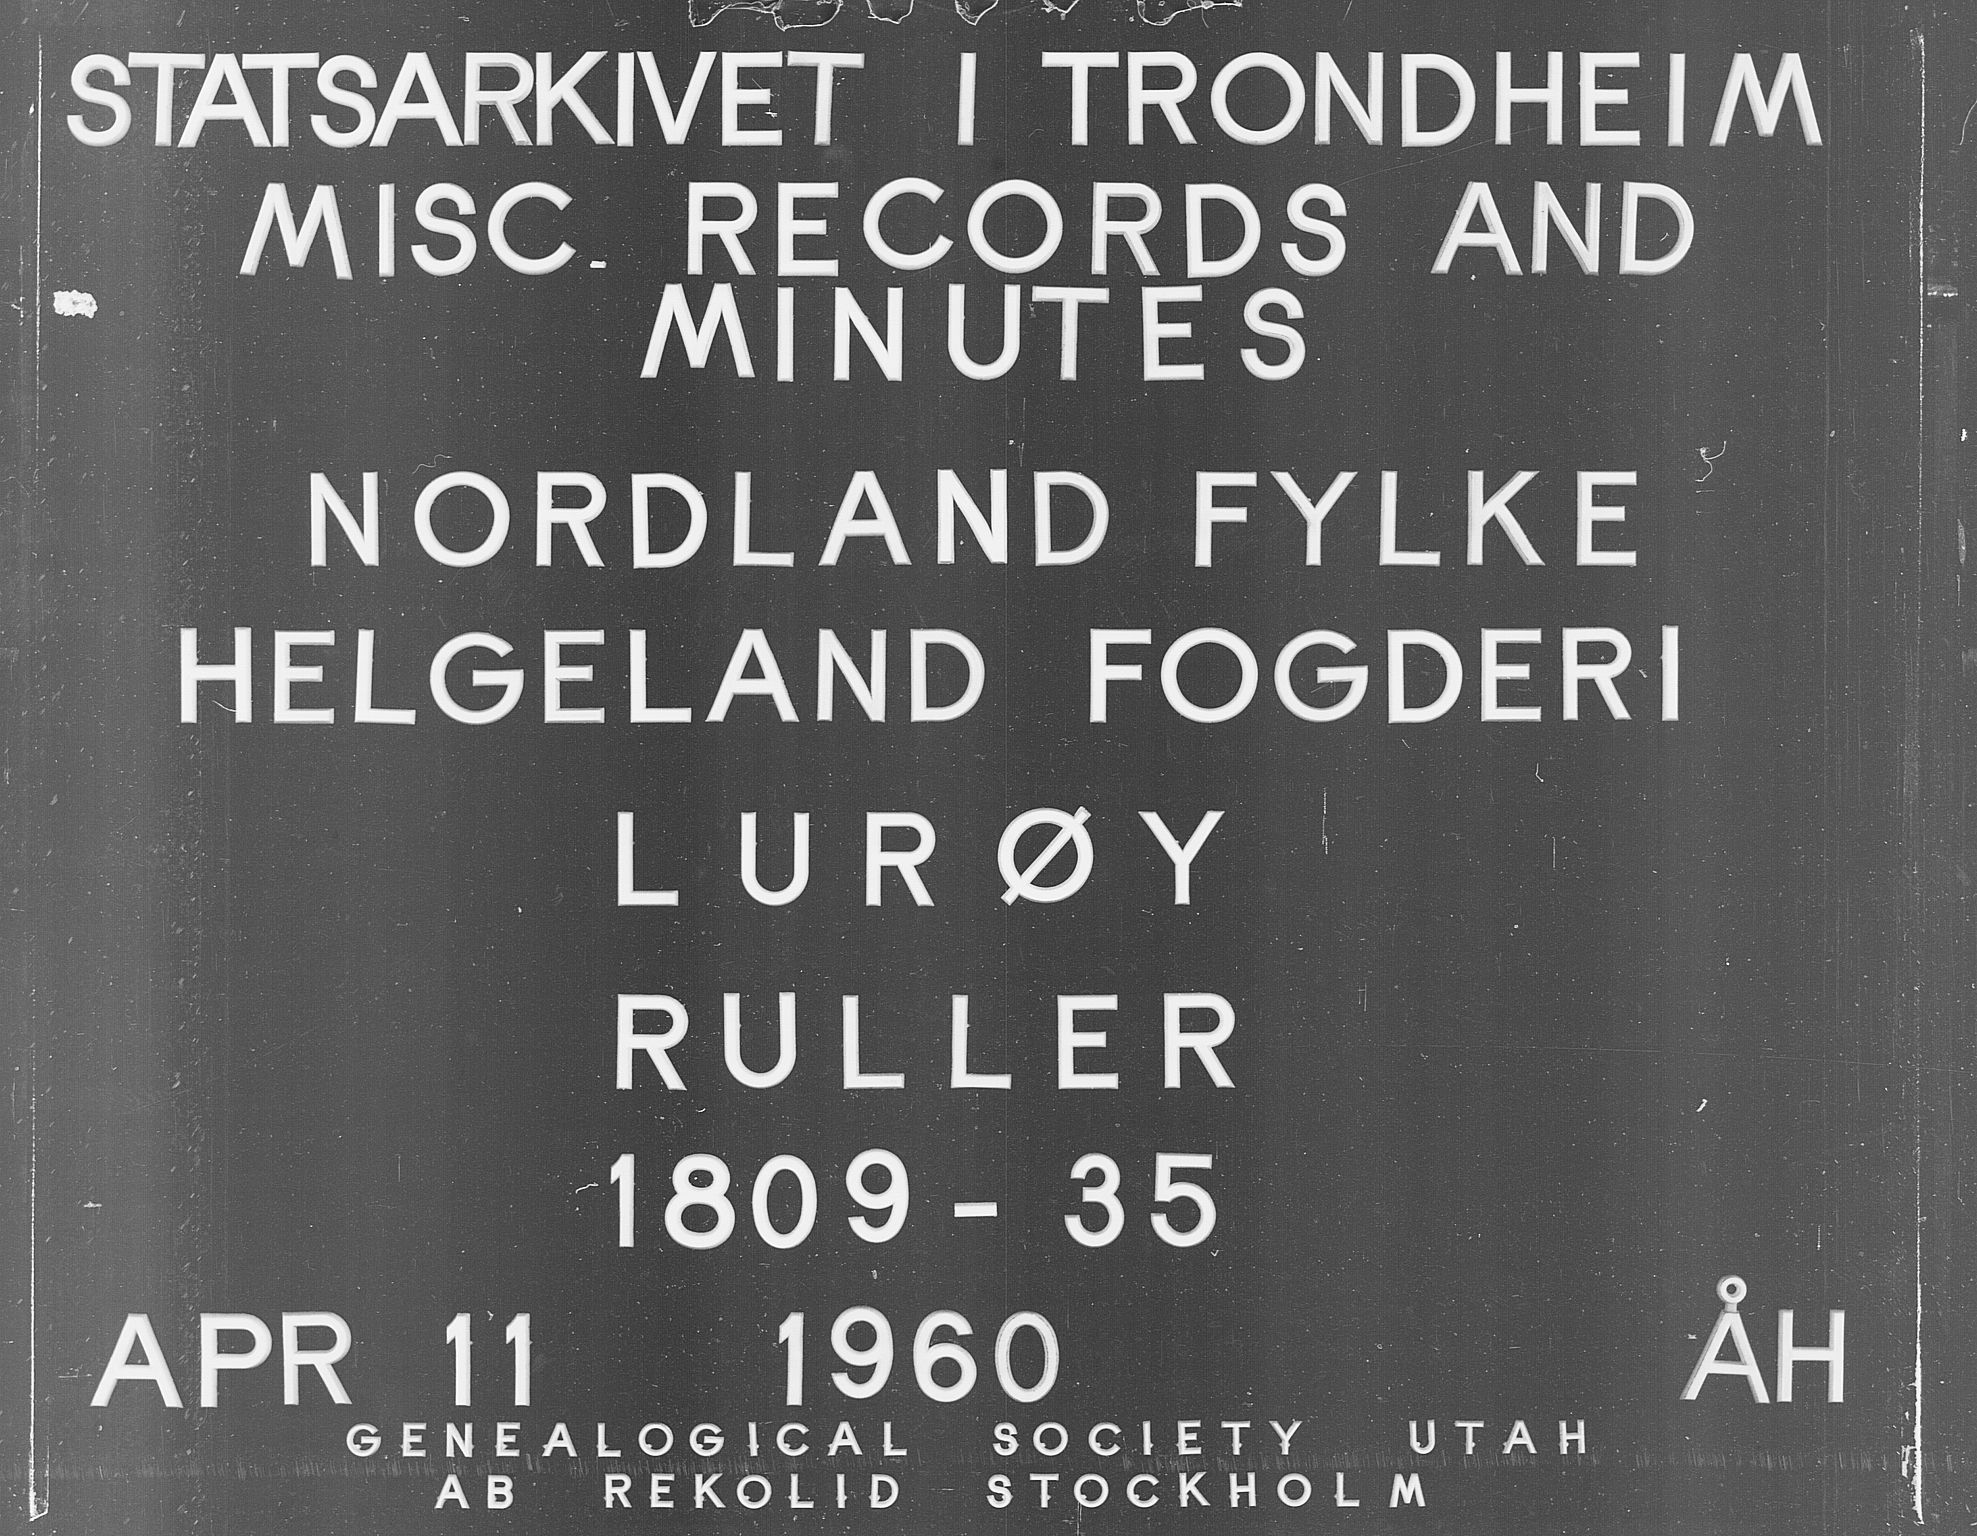 STATSARKIVET I TRONDHEIM
MISC. RECORDS AND
MINUTES
NORDLAND FYLKE
HELGELAND FOGDERI
LURØY
RULLER
1809-35
APR 11 1960 ÅH
GENEALOGICAL SOCIETY UTAH
AB REKOLID STOCKHOLM